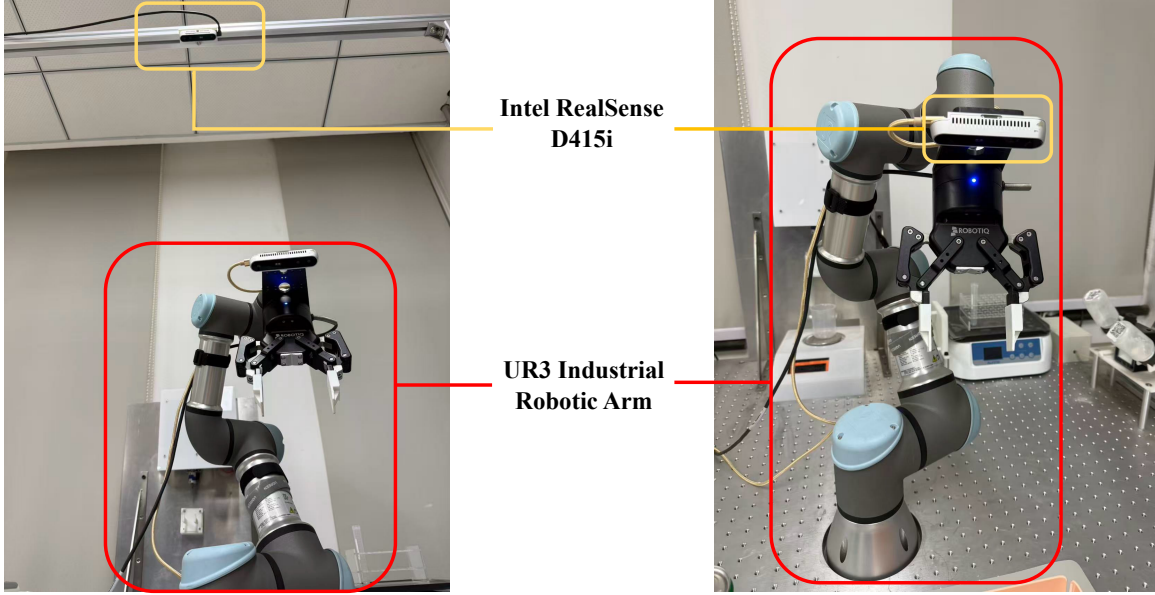 Intel RealSense
D415i
UR3 Industrial
Robotic Arm
ROBOTIQ
ROBOTIQ